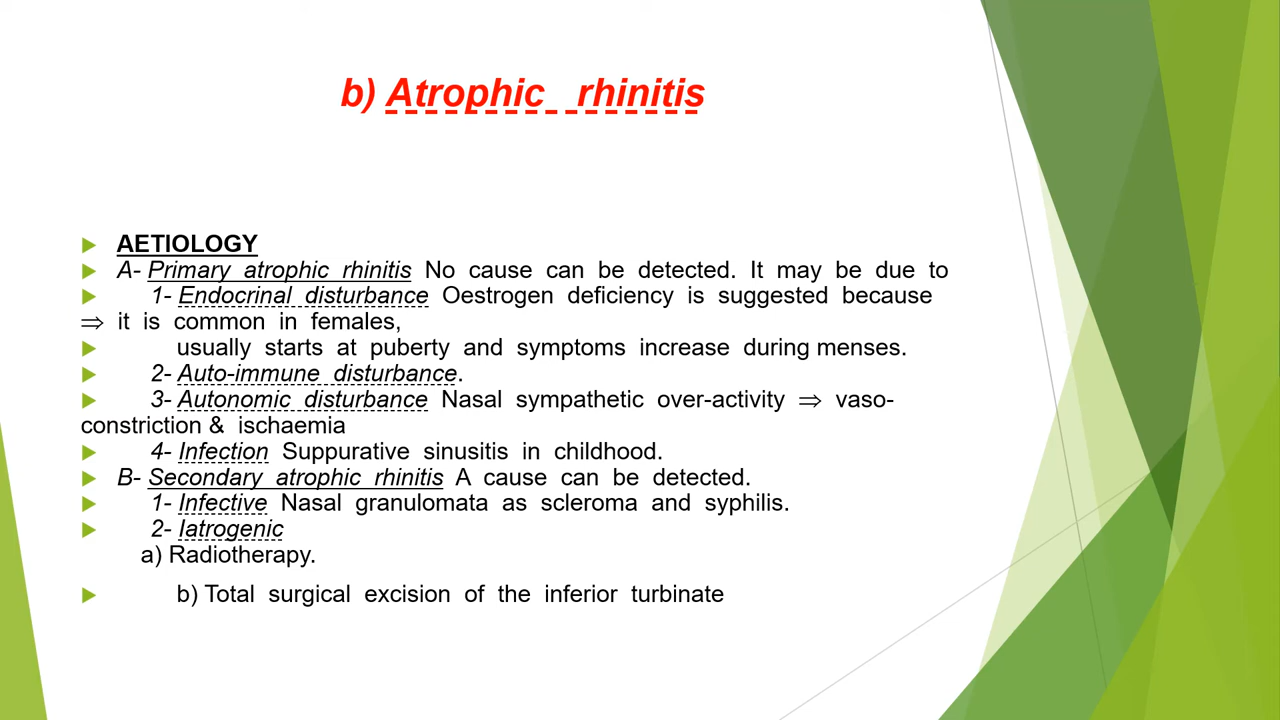 b) Atrophic rhinitis
AETIOLOGY
A- Primary atrophic rhinitis No cause can be detected. It may be due to
1- Endocrinal disturbance Oestrogen deficiency is suggested because
⇒ it is common in females,
usually starts at puberty and symptoms increase during menses.
2- Auto-immune disturbance.
3- Autonomic disturbance Nasal sympathetic over-activity ⇒ vaso-
constriction & ischaemia
4- Infection Suppurative sinusitis in childhood.
B- Secondary atrophic rhinitis A cause can be detected.
1- Infective Nasal granulomata as scleroma and syphilis.
2- Iatrogenic
a) Radiotherapy.
b) Total surgical excision of the inferior turbinate